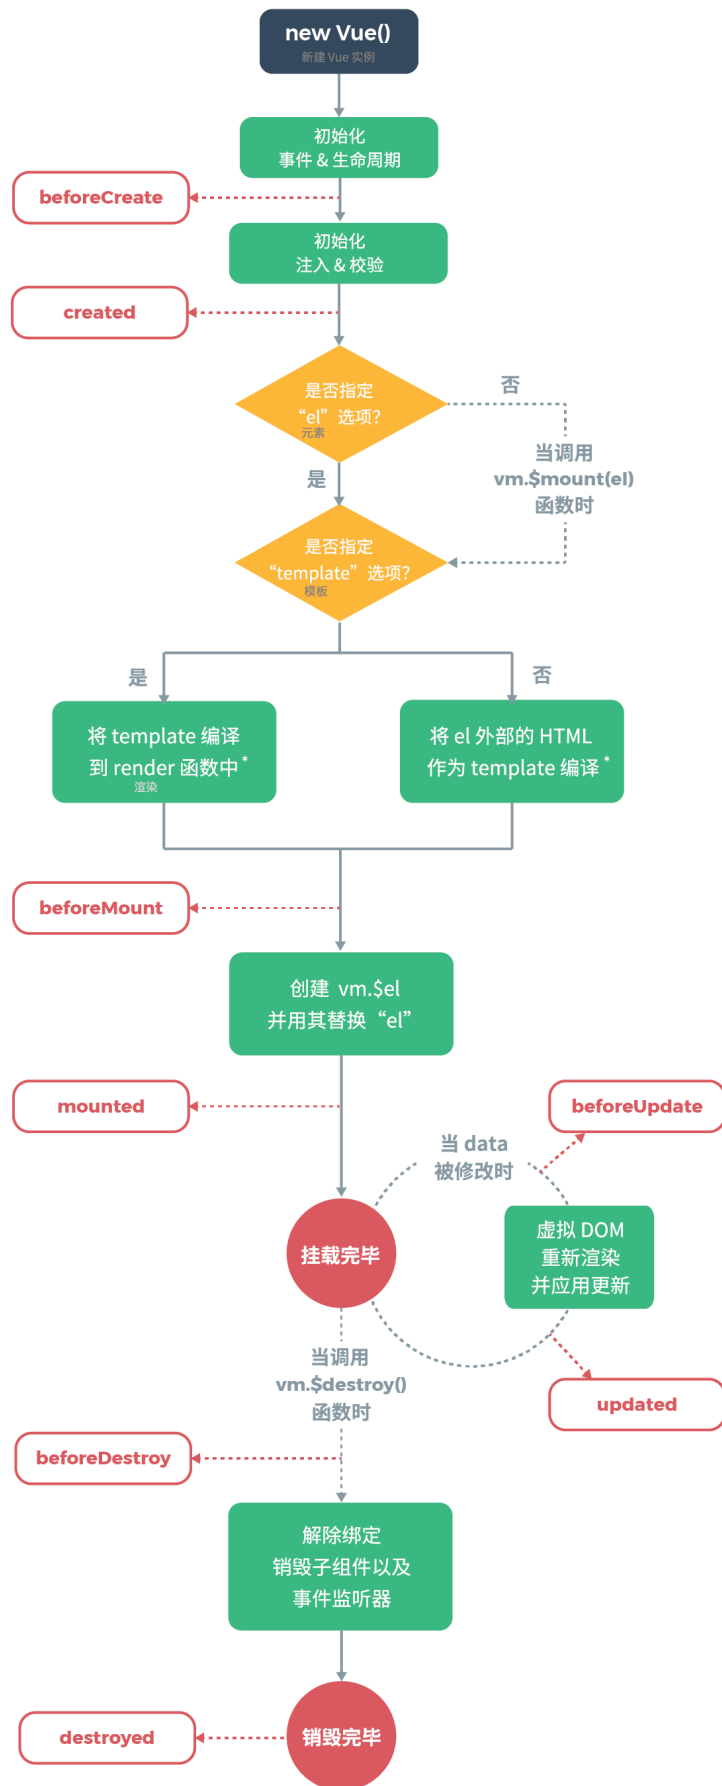 new Vue()
新建 Vue 实例
初始化
事件 & 生命周期
beforeCreate
初始化
注入 & 校验
created
是否指定
“el”选项?
元素
否
当调用
vm.$mount(el)
函数时
是
是否指定
“template”选项?
模板
是
否
将 template 编译
到 render 函数中*
渲染
将 el 外部的 HTML
作为 template 编译*
beforeMount
创建 vm.$el
并用其替换“el”
mounted
beforeUpdate
当 data
被修改时
挂载完毕
虚拟 DOM
重新渲染
并应用更新
当调用
vm.$destroy()
函数时
updated
beforeDestroy
解除绑定
销毁子组件以及
事件监听器
destroyed
销毁完毕